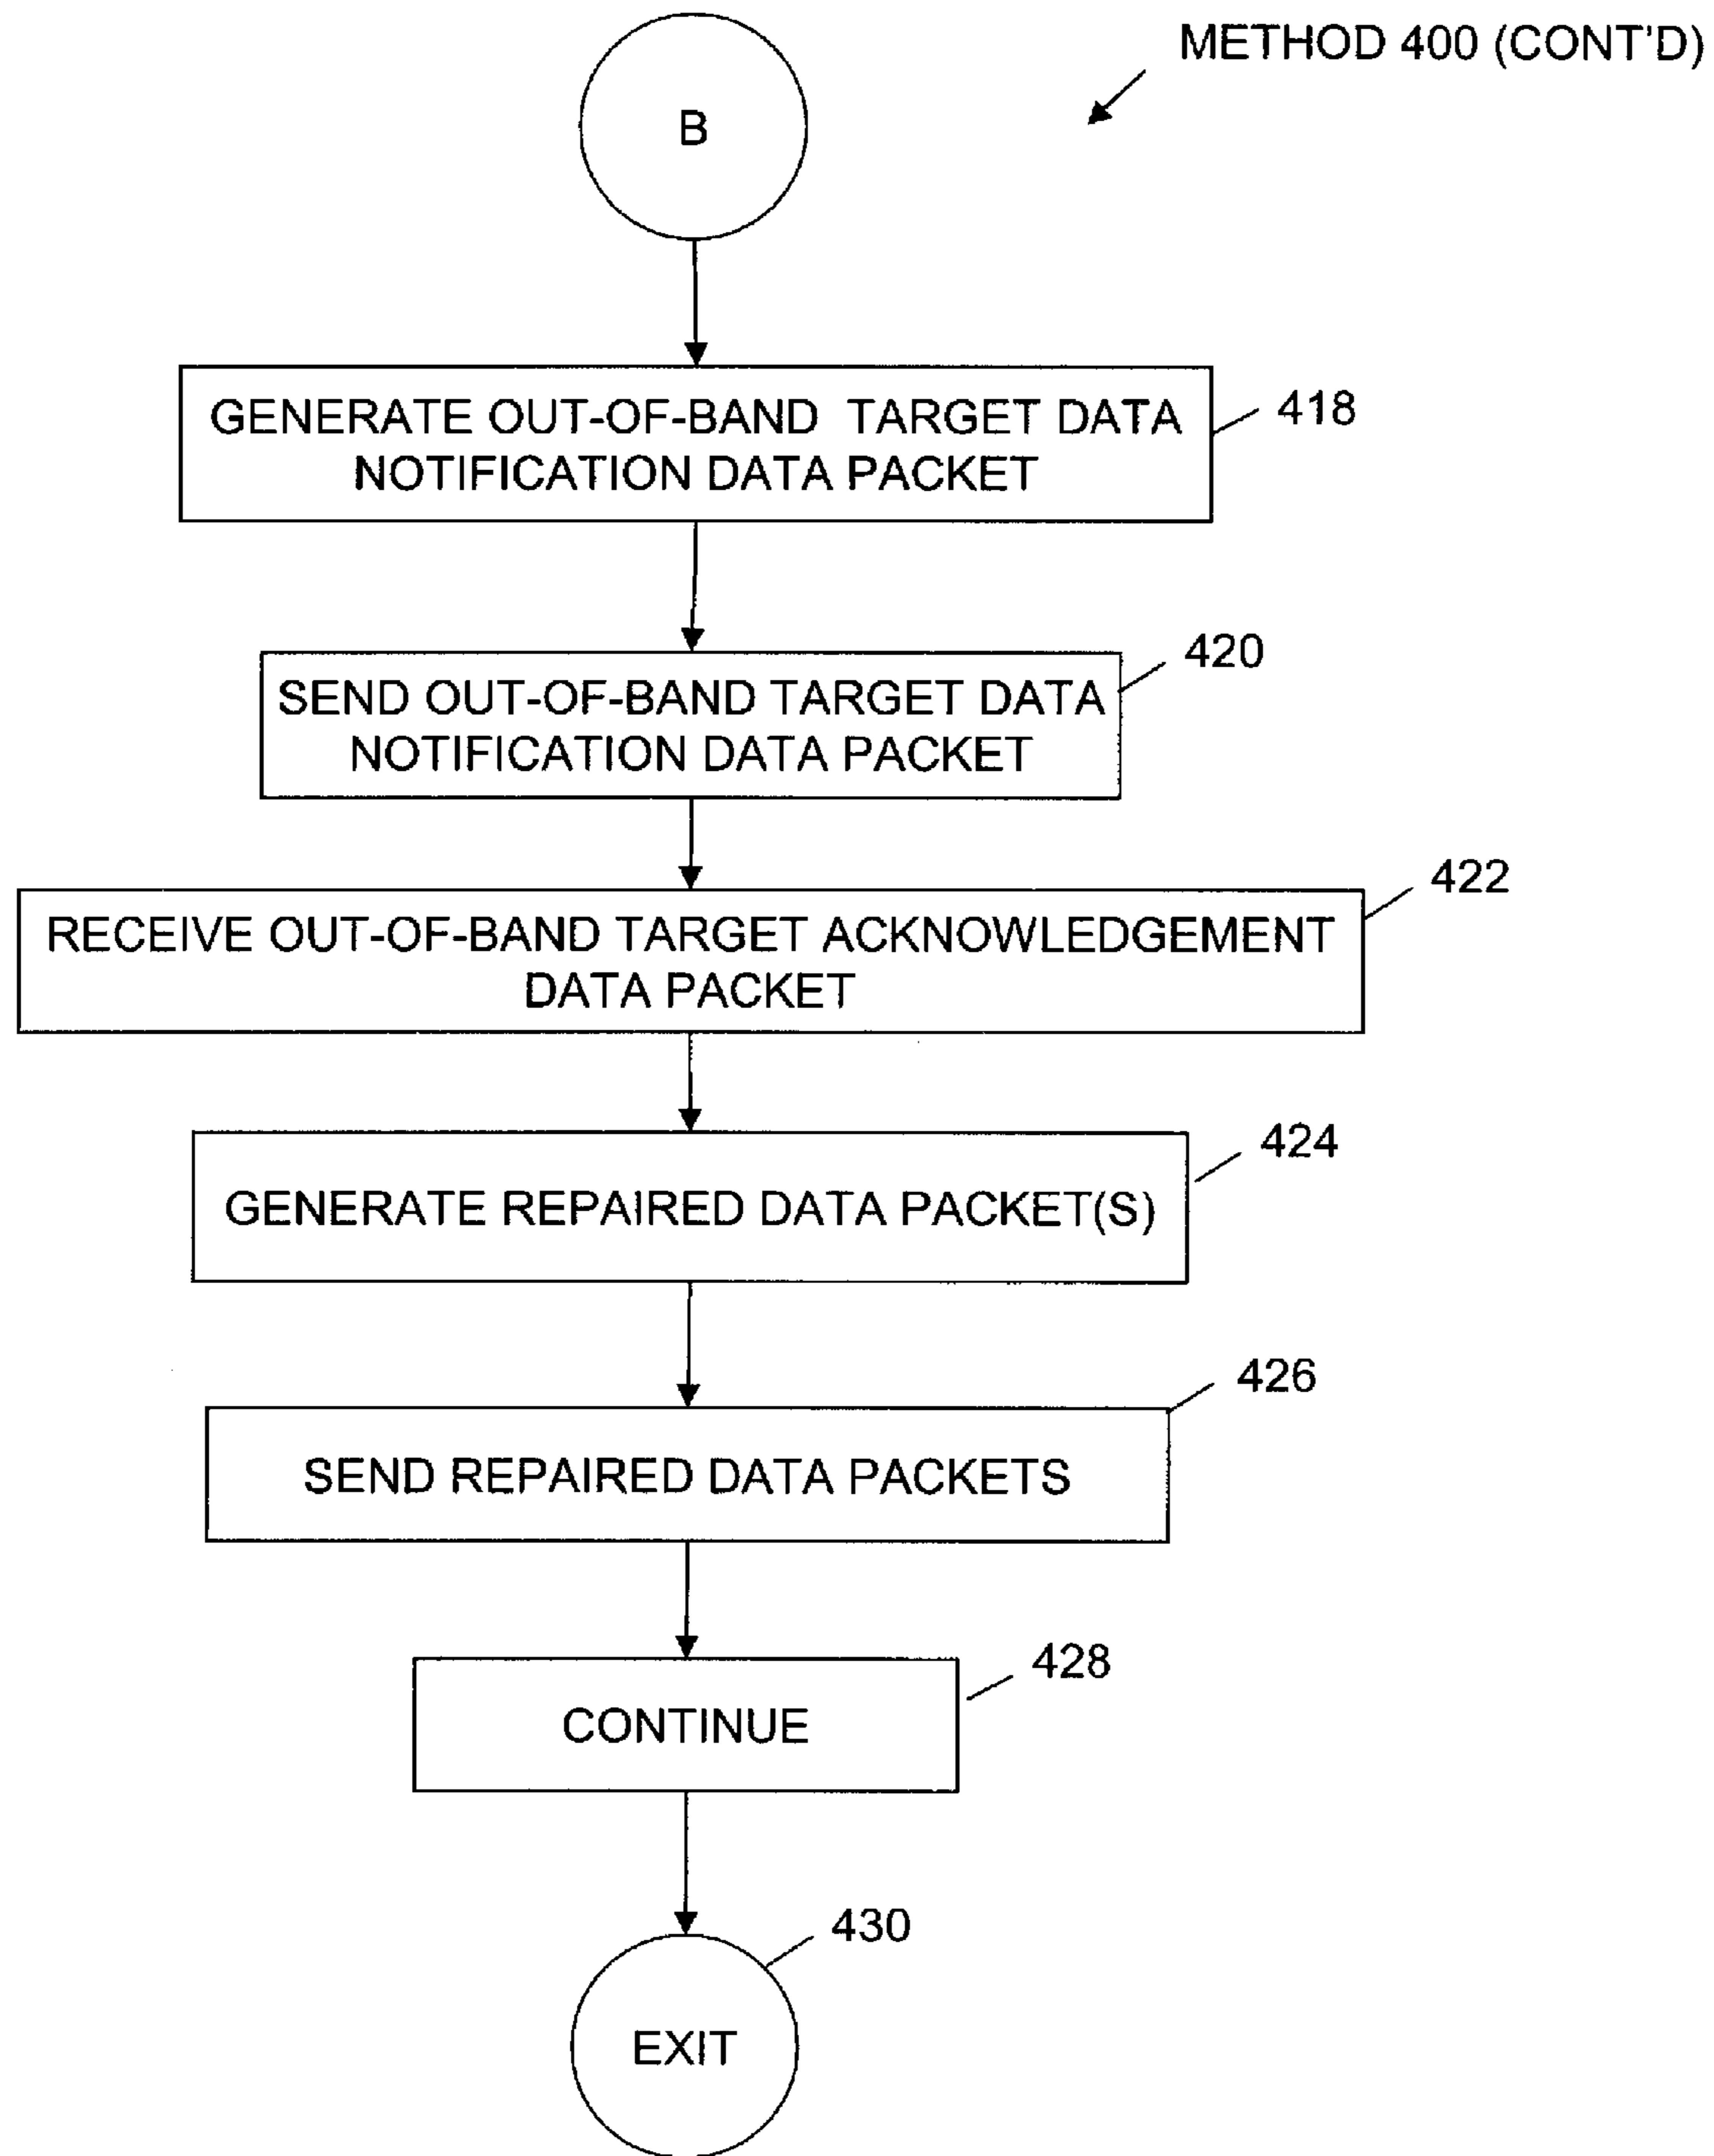 METHOD 400 (CONT'D)
B
GENERATE OUT-OF-BAND TARGET DATA
NOTIFICATION DATA PACKET
418
SEND OUT-OF-BAND TARGET DATA
NOTIFICATION DATA PACKET
420
RECEIVE OUT-OF-BAND TARGET ACKNOWLEDGEMENT
DATA PACKET
422
GENERATE REPAIRED DATA PACKET(S)
424
SEND REPAIRED DATA PACKETS
426
CONTINUE
428
EXIT
430